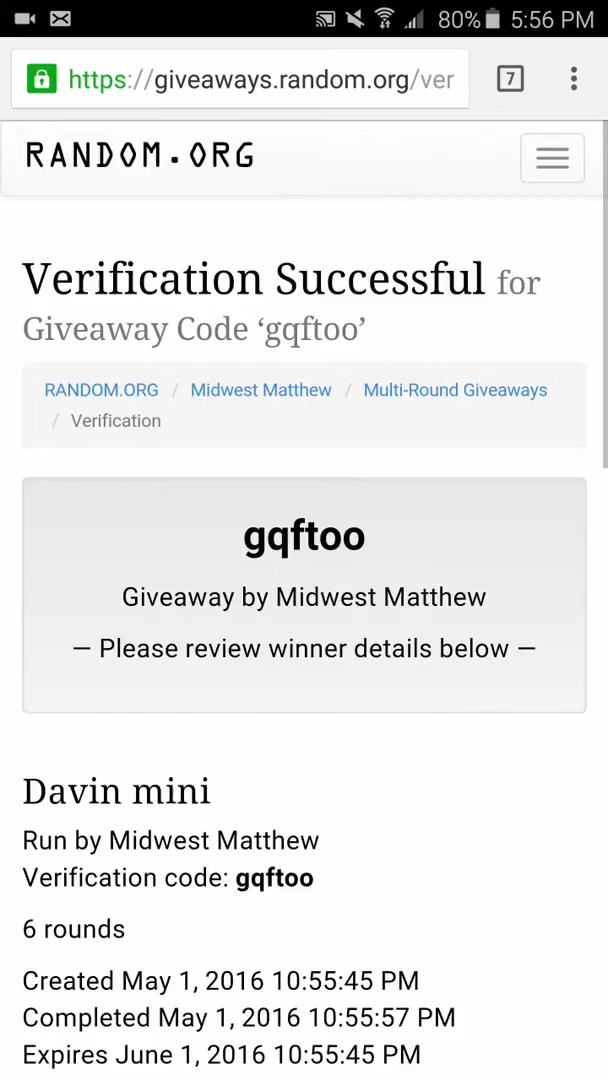 80% 5:56 PM
https://giveaways.random.org/ver
7
RANDOM.ORG
Verification Successful for
Giveaway Code ‘gqftoo’
RANDOM.ORG / Midwest Matthew / Multi-Round Giveaways
/ Verification
gqftoo
Giveaway by Midwest Matthew
— Please review winner details below —
Davin mini
Run by Midwest Matthew
Verification code: gqftoo
6 rounds
Created May 1, 2016 10:55:45 PM
Completed May 1, 2016 10:55:57 PM
Expires June 1, 2016 10:55:45 PM